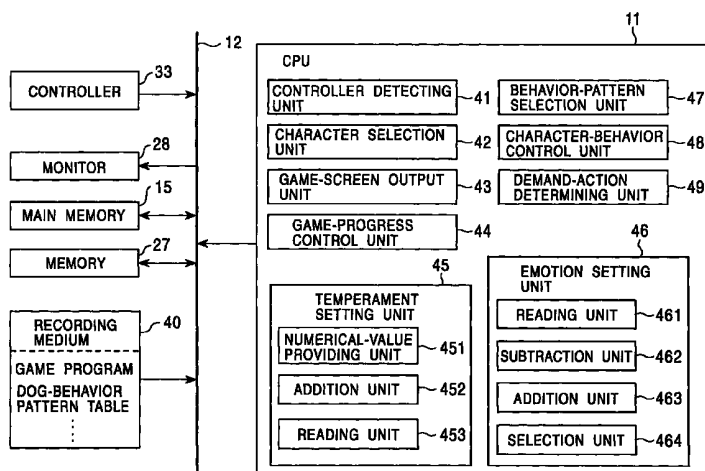 11
12
CPU
33
CONTROLLER
CONTROLLER DETECTING
UNIT
41
BEHAVIOR-PATTERN
SELECTION UNIT
47
28
MONITOR
CHARACTER SELECTION
UNIT
42
CHARACTER-BEHAVIOR
CONTROL UNIT
48
15
MAIN MEMORY
GAME-SCREEN OUTPUT
UNIT
43
DEMAND-ACTION
DETERMINING UNIT
49
27
MEMORY
GAME-PROGRESS
CONTROL UNIT
44
40
RECORDING
MEDIUM
GAME PROGRAM
DOG-BEHAVIOR
PATTERN TABLE
45
TEMPERAMENT
SETTING UNIT
NUMERICAL-VALUE
PROVIDING UNIT
451
ADDITION UNIT
452
READING UNIT
453
46
EMOTION SETTING
UNIT
READING UNIT
461
SUBTRACTION UNIT
462
ADDITION UNIT
463
SELECTION UNIT
464